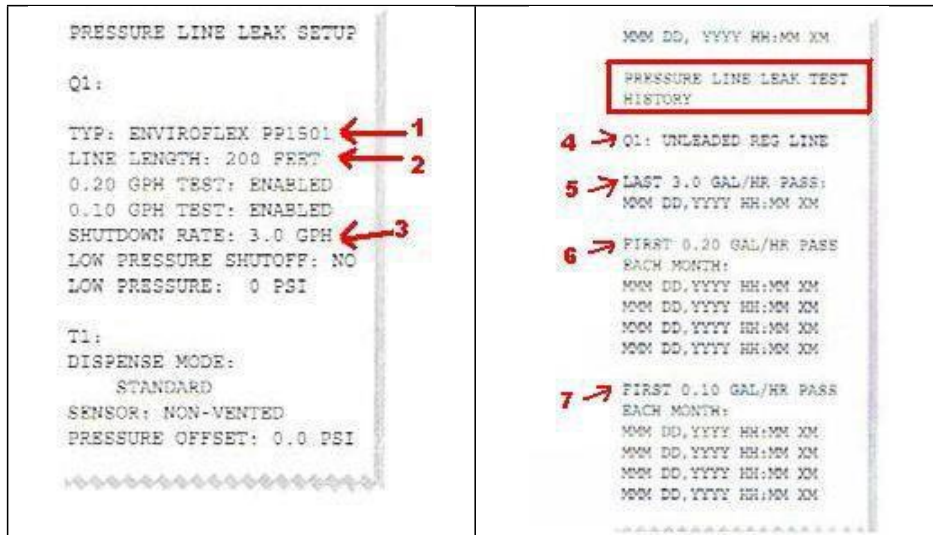 PRESSURE LINE LEAK SETUP
Q1:
TYP: ENVIROFLEX PP1501 1
LINE LENGTH: 200 FEET 2
0.20 GPH TEST: ENABLED
0.10 GPH TEST: ENABLED
SHUTDOWN RATE: 3.0 GPH 3
LOW PRESSURE SHUTOFF: NO
LOW PRESSURE: 0 PSI
T1:
DISPENSE MODE:
STANDARD
SENSOR: NON-VENTED
PRESSURE OFFSET: 0.0 PSI
MMM DD, YYYY HH:MM XM
PRESSURE LINE LEAK TEST
HISTORY
4 Q1: UNLEADED REG LINE
5 LAST 3.0 GAL/HR PASS:
MMM DD,YYYY HH:MM XM
6 FIRST 0.20 GAL/HR PASS
EACH MONTH:
MMM DD,YYYY HH:MM XM
MMM DD,YYYY HH:MM XM
MMM DD,YYYY HH:MM XM
MMM DD,YYYY HH:MM XM
7 FIRST 0.10 GAL/HR PASS
EACH MONTH:
MMM DD,YYYY HH:MM XM
MMM DD,YYYY HH:MM XM
MMM DD,YYYY HH:MM XM
MMM DD,YYYY HH:MM XM